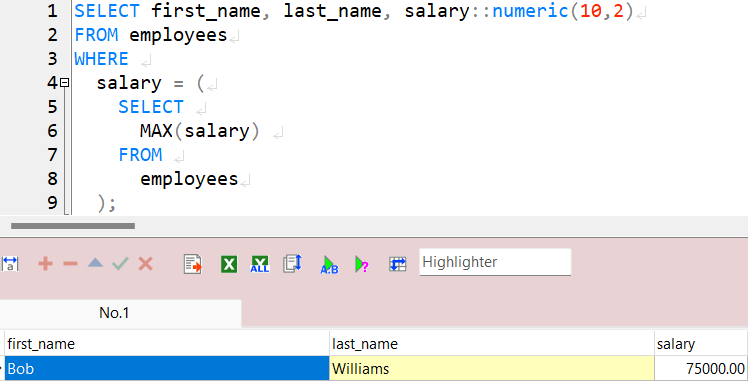 1 SELECT first_name, last_name, salary::numeric(10,2)
2 FROM employees
3 WHERE
4 salary = (
5 SELECT
6 MAX(salary)
7 FROM
8 employees
9 );
a
ALL
A:B
?
Highlighter
No.1
first_name last_name salary
Bob Williams 75000.00